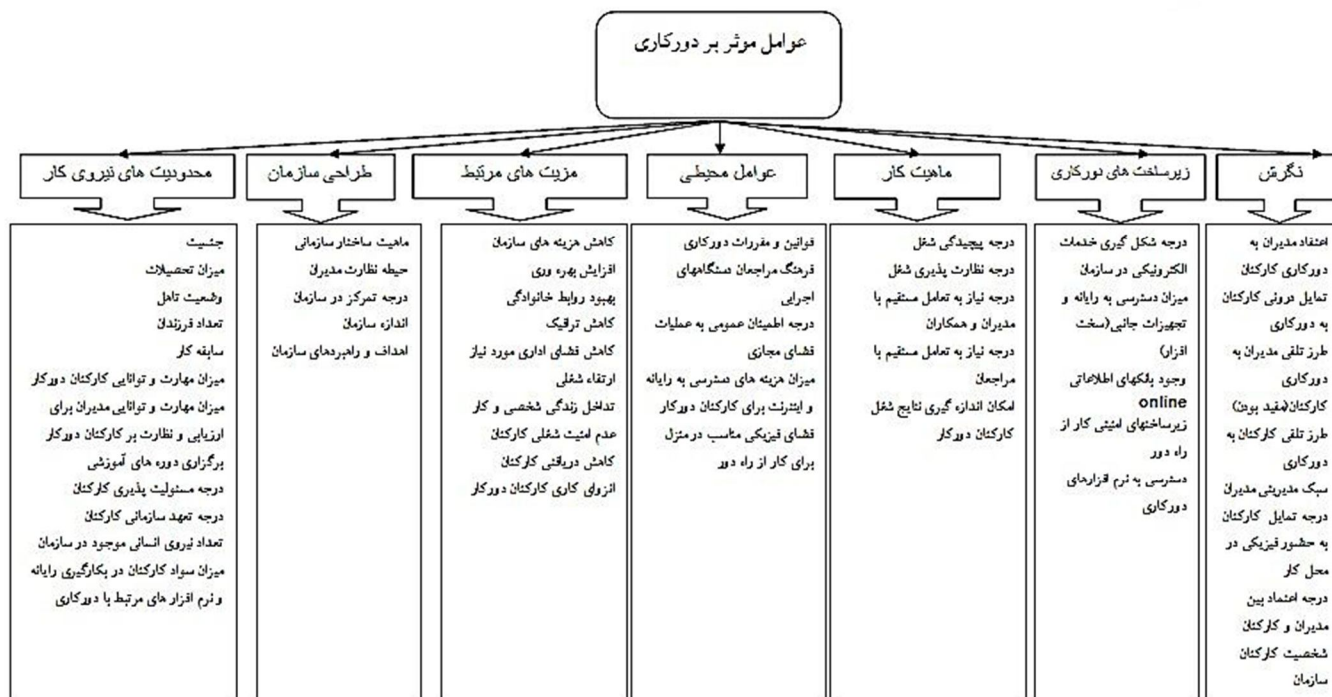 عوامل موثر بر دورکاری
نگرش
اعتقاد مدیران به
دورکاری کارکنان
تمایل درونی کارکنان
به دورکاری
طرز تلقی مدیران به
دورکاری
کارکنان(مفید بودن)
طرز تلقی کارکنان به
دورکاری
سبک مدیریتی مدیران
درجه تمایل کارکنان
به حضور فیزیکی در
محل کار
درجه اعتماد بین
مدیران و کارکنان
شخصیت کارکنان
سازمان
زیرساخت های دورکاری
درجه شکل گیری خدمات
الکترونیکی در سازمان
میزان دسترسی به رایانه و
تجهیزات جانبی(سخت
افزار)
وجود بانکهای اطلاعاتی
online
زیرساختهای امنیتی کار از
راه دور
دسترسی به نرم افزارهای
دورکاری
ماهیت کار
درجه پیچیدگی شغل
درجه نظارت پذیری شغل
درجه نیاز به تعامل مستقیم با
مدیران و همکاران
درجه نیاز به تعامل مستقیم با
مراجعان
امکان اندازه گیری نتایج شغل
کارکنان دورکار
عوامل محیطی
قوانین و مقررات دورکاری
فرهنگ مراجعان دستگاههای
اجرایی
درجه اطمینان عمومی به عملیات
فضای مجازی
میزان هزینه های دسترسی به رایانه
و اینترنت برای کارکنان دورکار
فضای فیزیکی مناسب در منزل
برای کار از راه دور
مزیت های مرتبط
کاهش هزینه های سازمان
افزایش بهره وری
بهبود روابط خانوادگی
کاهش ترافیک
کاهش فضای اداری مورد نیاز
ارتقاء شغلی
تداخل زندگی شخصی و کار
عدم امنیت شغلی کارکنان
کاهش دریافتی کارکنان
انزوای کاری کارکنان دورکار
طراحی سازمان
ماهیت ساختار سازمانی
حیطه نظارت مدیران
درجه تمرکز در سازمان
اندازه سازمان
اهداف و راهبردهای سازمان
محدودیت های نیروی کار
جنسیت
میزان تحصیلات
وضعیت تاهل
تعداد فرزندان
سابقه کار
میزان مهارت و توانایی کارکنان دورکار
میزان مهارت و توانایی مدیران برای
ارزیابی و نظارت بر کارکنان دورکار
برگزاری دوره های آموزشی
درجه مسئولیت پذیری کارکنان
درجه تعهد سازمانی کارکنان
تعداد نیروی انسانی موجود در سازمان
میزان سواد کارکنان در بکارگیری رایانه
و نرم افزار های مرتبط با دورکاری